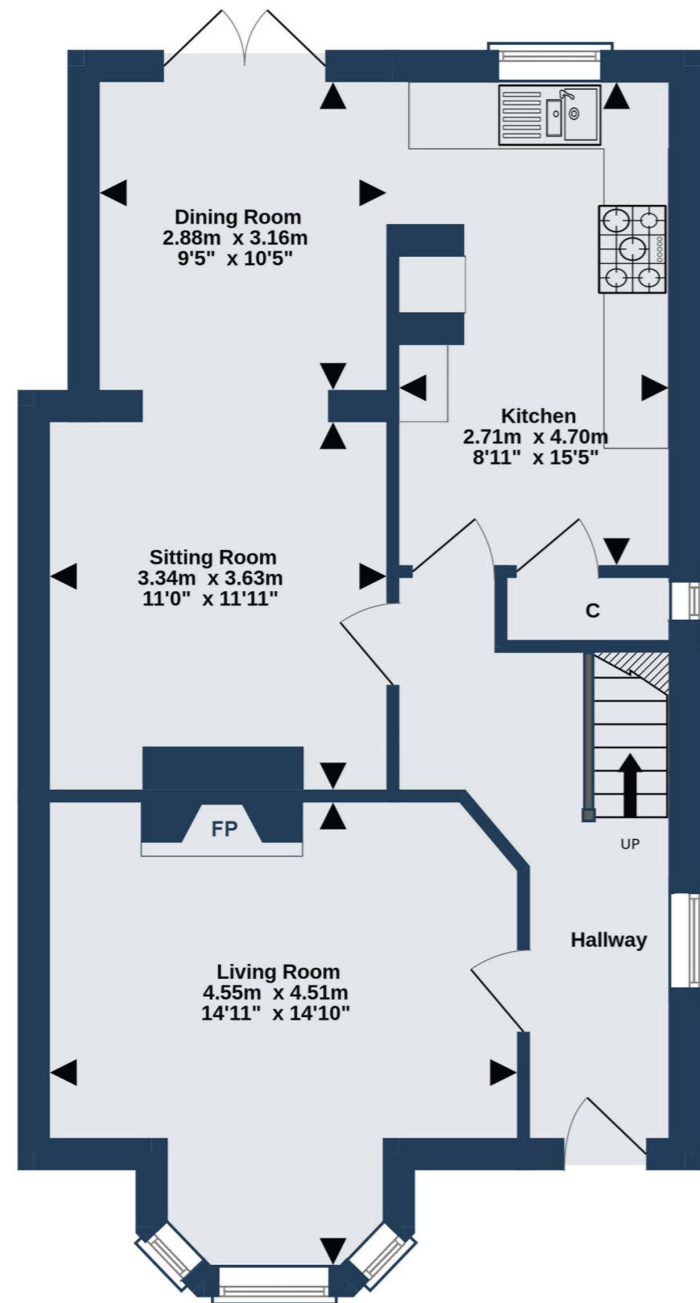 Dining Room
2.88m x 3.16m
9'5" x 10'5"
Kitchen
2.71m x 4.70m
8'11" x 15'5"
Sitting Room
3.34m x 3.63m
11'0" x 11'11"
C
UP
FP
Hallway
Living Room
4.55m x 4.51m
14'11" x 14'10"